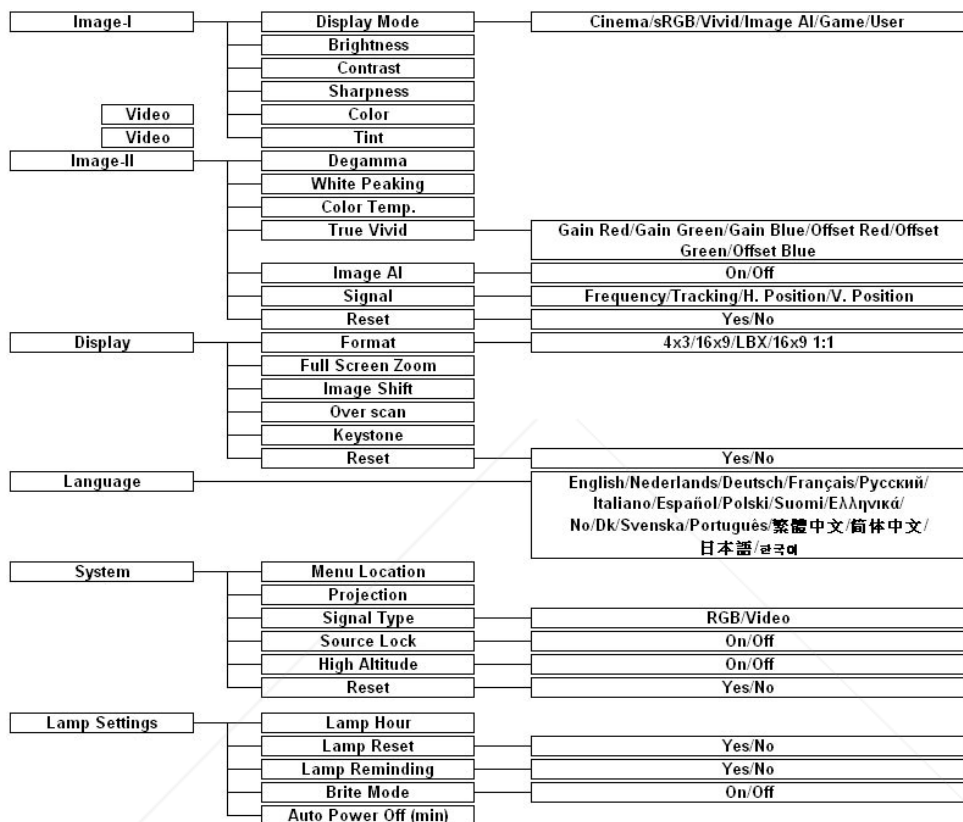 Image-I Display Mode Cinema/sRGB/Vivid/Image AI/Game/User
Brightness
Contrast
Sharpness
Video Color
Video Tint
Image-II Degamma
White Peaking
Color Temp.
True Vivid Gain Red/Gain Green/Gain Blue/Offset Red/Offset
Green/Offset Blue
Image AI On/Off
Signal Frequency/Tracking/H. Position/V. Position
Reset Yes/No
Display Format 4x3/16x9/LBX/16x9 1:1
Full Screen Zoom
Image Shift
Over scan
Keystone
Reset Yes/No
Language English/Nederlands/Deutsch/Français/Русский/
Italiano/Español/Polski/Suomi/Ελληνικά/
No/Dk/Svenska/Português/繁體中文/简体中文/
日本語/한국어
System Menu Location
Projection
Signal Type RGB/Video
Source Lock On/Off
High Altitude On/Off
Reset Yes/No
Lamp Settings Lamp Hour
Lamp Reset Yes/No
Lamp Reminding Yes/No
Brite Mode On/Off
Auto Power Off (min)